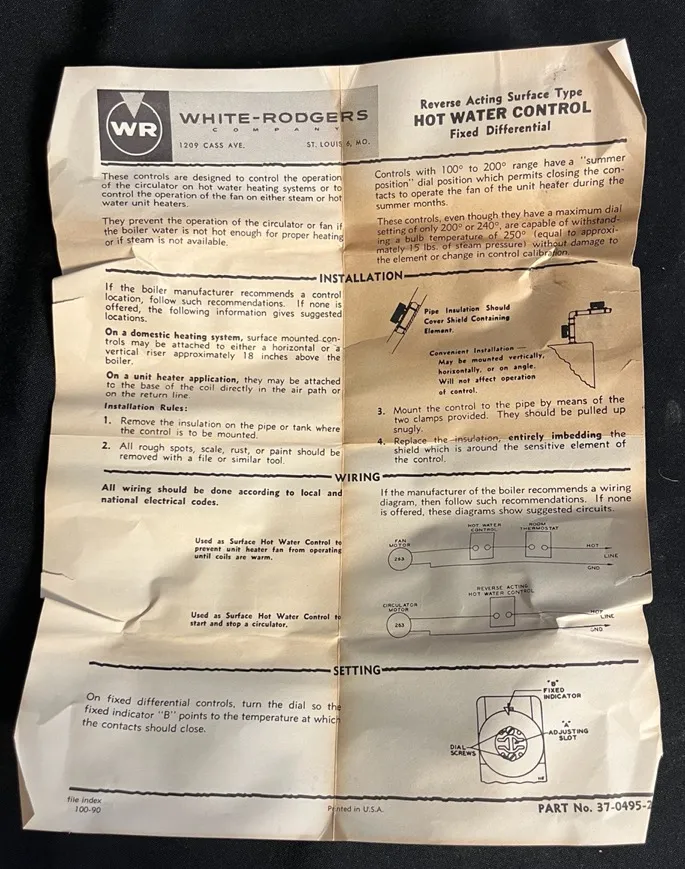 WR
WHITE-RODGERS
COMPANY
1209 CASS AVE. ST. LOUIS 6, MO.
Reverse Acting Surface Type
HOT WATER CONTROL
Fixed Differential
These controls are designed to control the operation
of the circulator on hot water heating systems or to
control the operation of the fan on either steam or hot
water unit heaters.
They prevent the operation of the circulator or fan if
the boiler water is not hot enough for proper heating
or if steam is not available.
Controls with 100° to 200° range have a "summer
position" dial position which permits closing the con-
tacts to operate the fan of the unit heater during the
summer months.
These controls, even though they have a maximum dial
setting of only 200° or 240°, are capable of withstand-
ing a bulb temperature of 250° (equal to approxi-
mately 15 lbs. of steam pressure) without damage to
the element or change in control calibration.
INSTALLATION
If the boiler manufacturer recommends a control
location, follow such recommendations. If none is
offered, the following information gives suggested
locations.
On a domestic heating system, surface mounted con-
trols may be attached to either a horizontal or a
vertical riser approximately 18 inches above the
boiler.
On a unit heater application, they may be attached
to the base of the coil directly in the air path or
on the return line.
Installation Rules:
1. Remove the insulation on the pipe or tank where
the control is to be mounted.
2. All rough spots, scale, rust, or paint should be
removed with a file or similar tool.
Pipe Insulation Should
Cover Shield Containing
Element.
Convenient Installation—
May be mounted vertically,
horizontally, or on angle.
Will not affect operation
of control.
3. Mount the control to the pipe by means of the
two clamps provided. They should be pulled up
snugly.
4. Replace the insulation, entirely imbedding the
shield which is around the sensitive element of
the control.
WIRING
All wiring should be done according to local and
national electrical codes.
If the manufacturer of the boiler recommends a wiring
diagram, then follow such recommendations. If none
is offered, these diagrams show suggested circuits.
Used as Surface Hot Water Control to
prevent unit heater fan from operating
until coils are warm.
FAN
MOTOR
253
HOT WATER
CONTROL
ROOM
THERMOSTAT
HOT
LINE
GND
Used as Surface Hot Water Control to
start and stop a circulator.
CIRCULATOR
MOTOR
253
REVERSE ACTING
HOT WATER CONTROL
HOT
LINE
GND
SETTING
On fixed differential controls, turn the dial so the
fixed indicator "B" points to the temperature at which
the contacts should close.
"B"
FIXED
INDICATOR
"A"
ADJUSTING
SLOT
DIAL
SCREWS
file index
100-90
Printed in U.S.A.
PART No. 37-0495-2